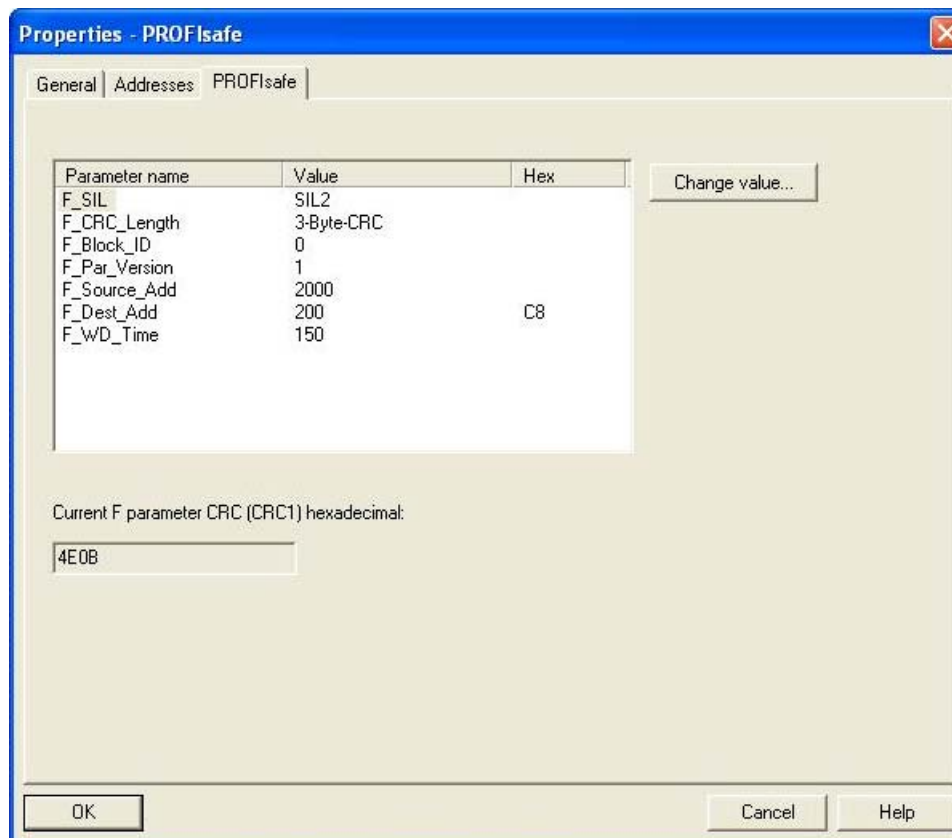 Properties - PROFIsafe
General Addresses PROFIsafe
Parameter name Value Hex
F_SIL SIL2
F_CRC_Length 3-Byte-CRC
F_Block_ID 0
F_Par_Version 1
F_Source_Add 2000
F_Dest_Add 200 C8
F_WD_Time 150
Change value...
Current F parameter CRC (CRC1) hexadecimal:
4E0B
OK Cancel Help